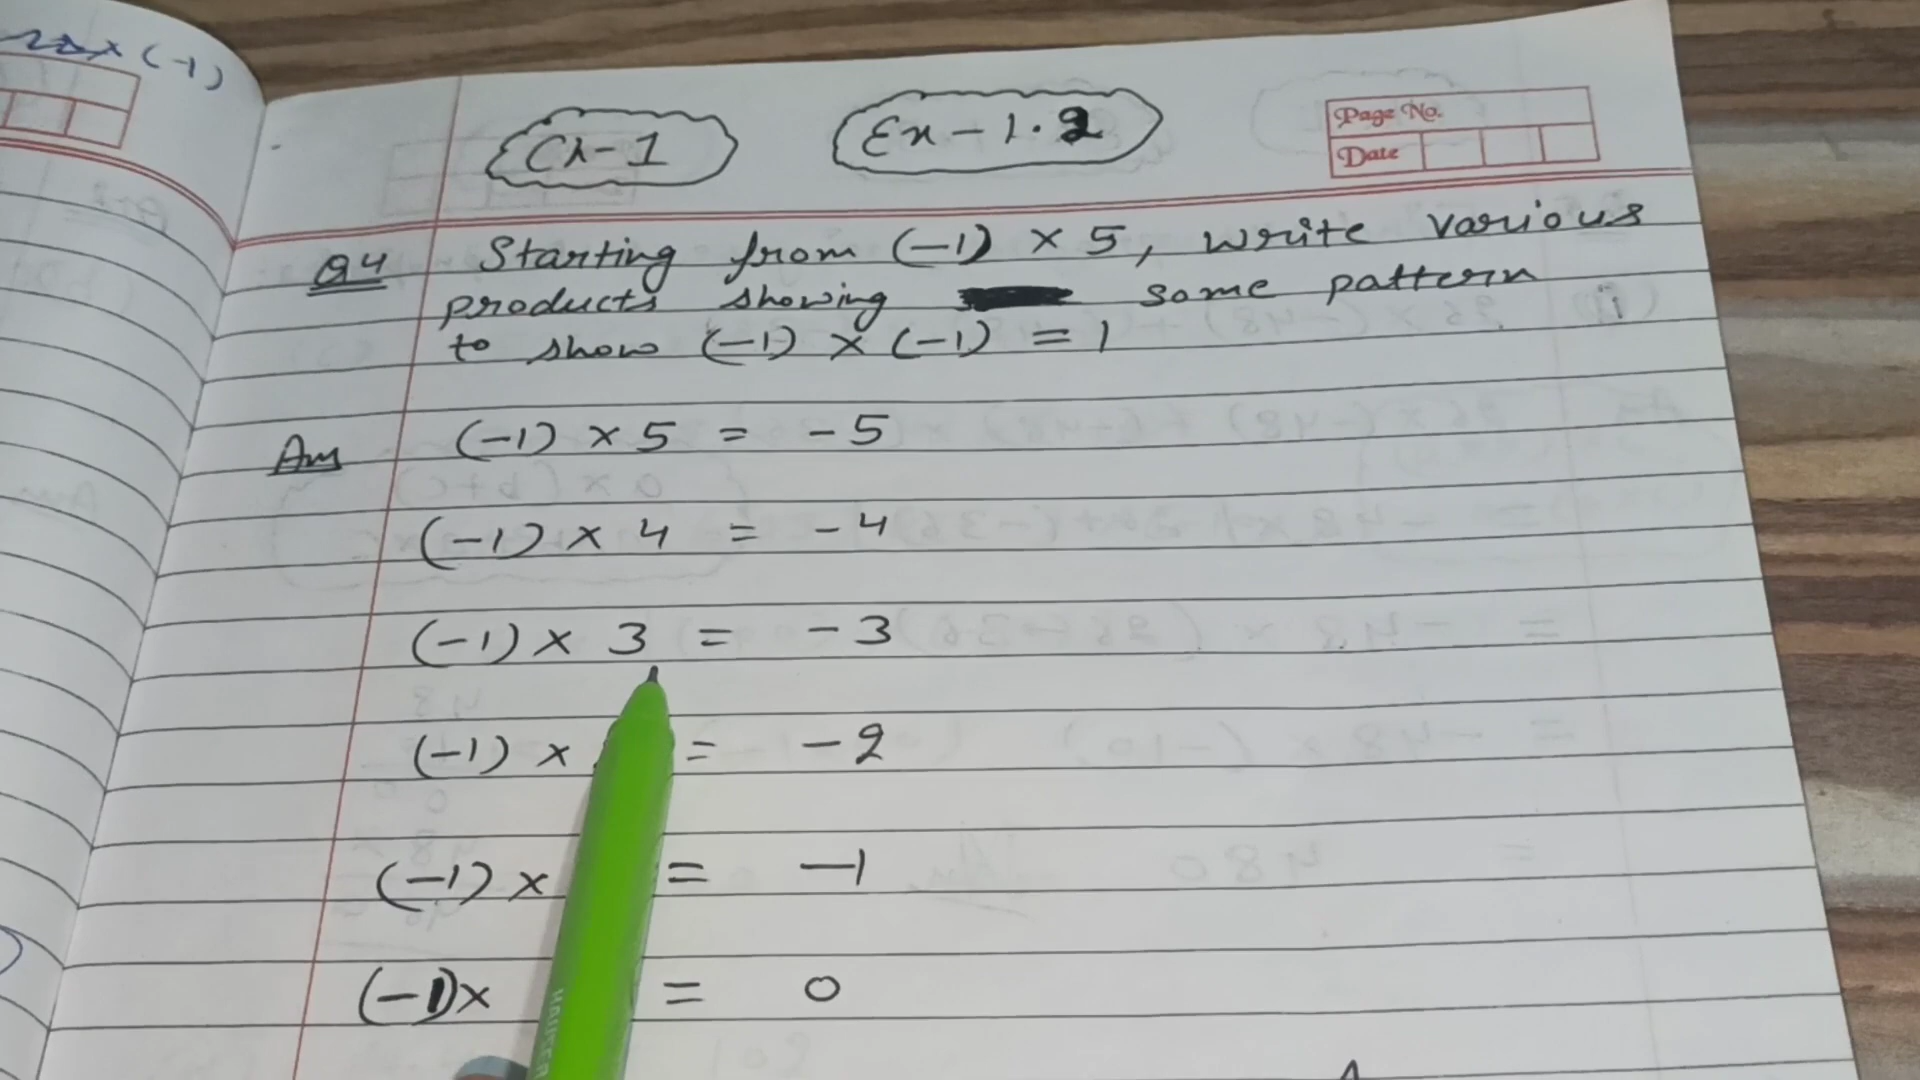 x (-1)
Ch-1 Ex-1.2
Page No.
Date
Q4 Starting from (-1) × 5, write various
products showing some pattern
to show (-1) × (-1) = 1
Ans (-1) × 5 = -5
(-1) × 4 = -4
(-1) × 3 = -3
(-1) × = -2
(-1) × = -1
(-1) × = 0